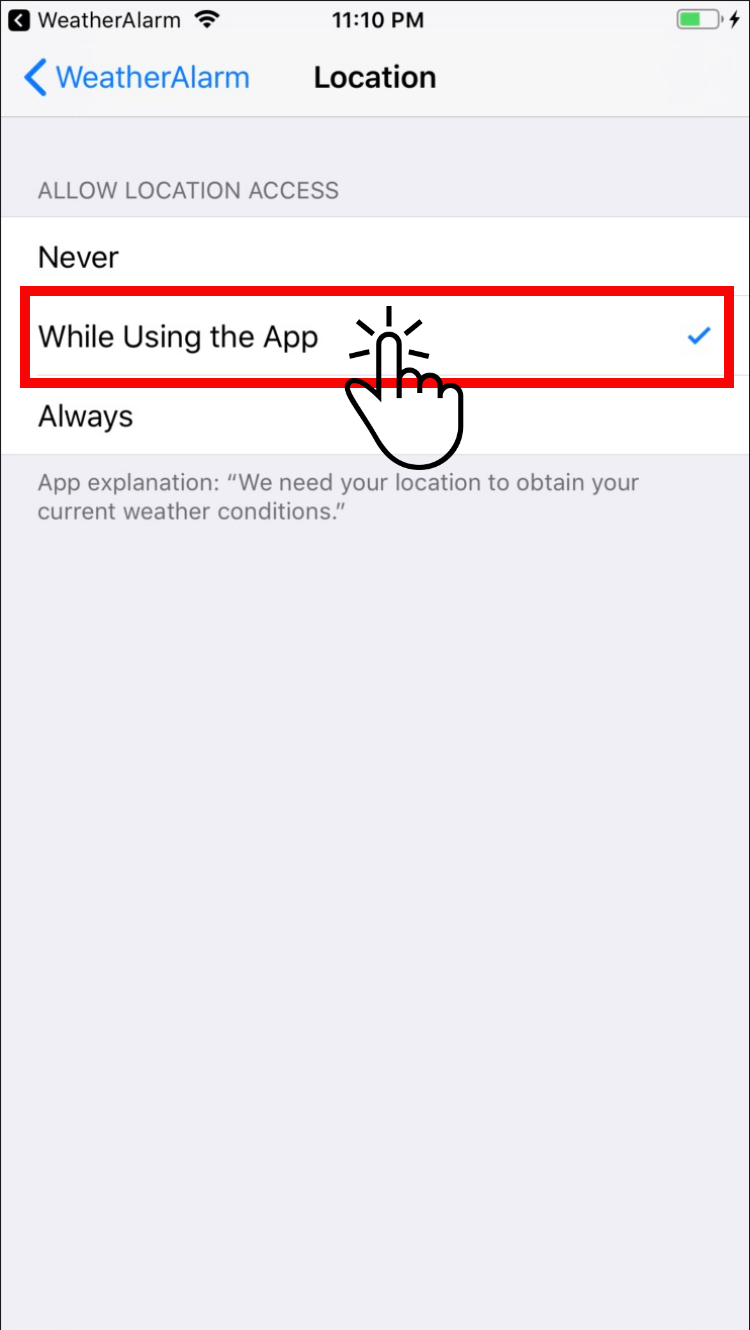 WeatherAlarm 11:10 PM
WeatherAlarm Location
ALLOW LOCATION ACCESS
Never
While Using the App
Always
App explanation: “We need your location to obtain your
current weather conditions.”